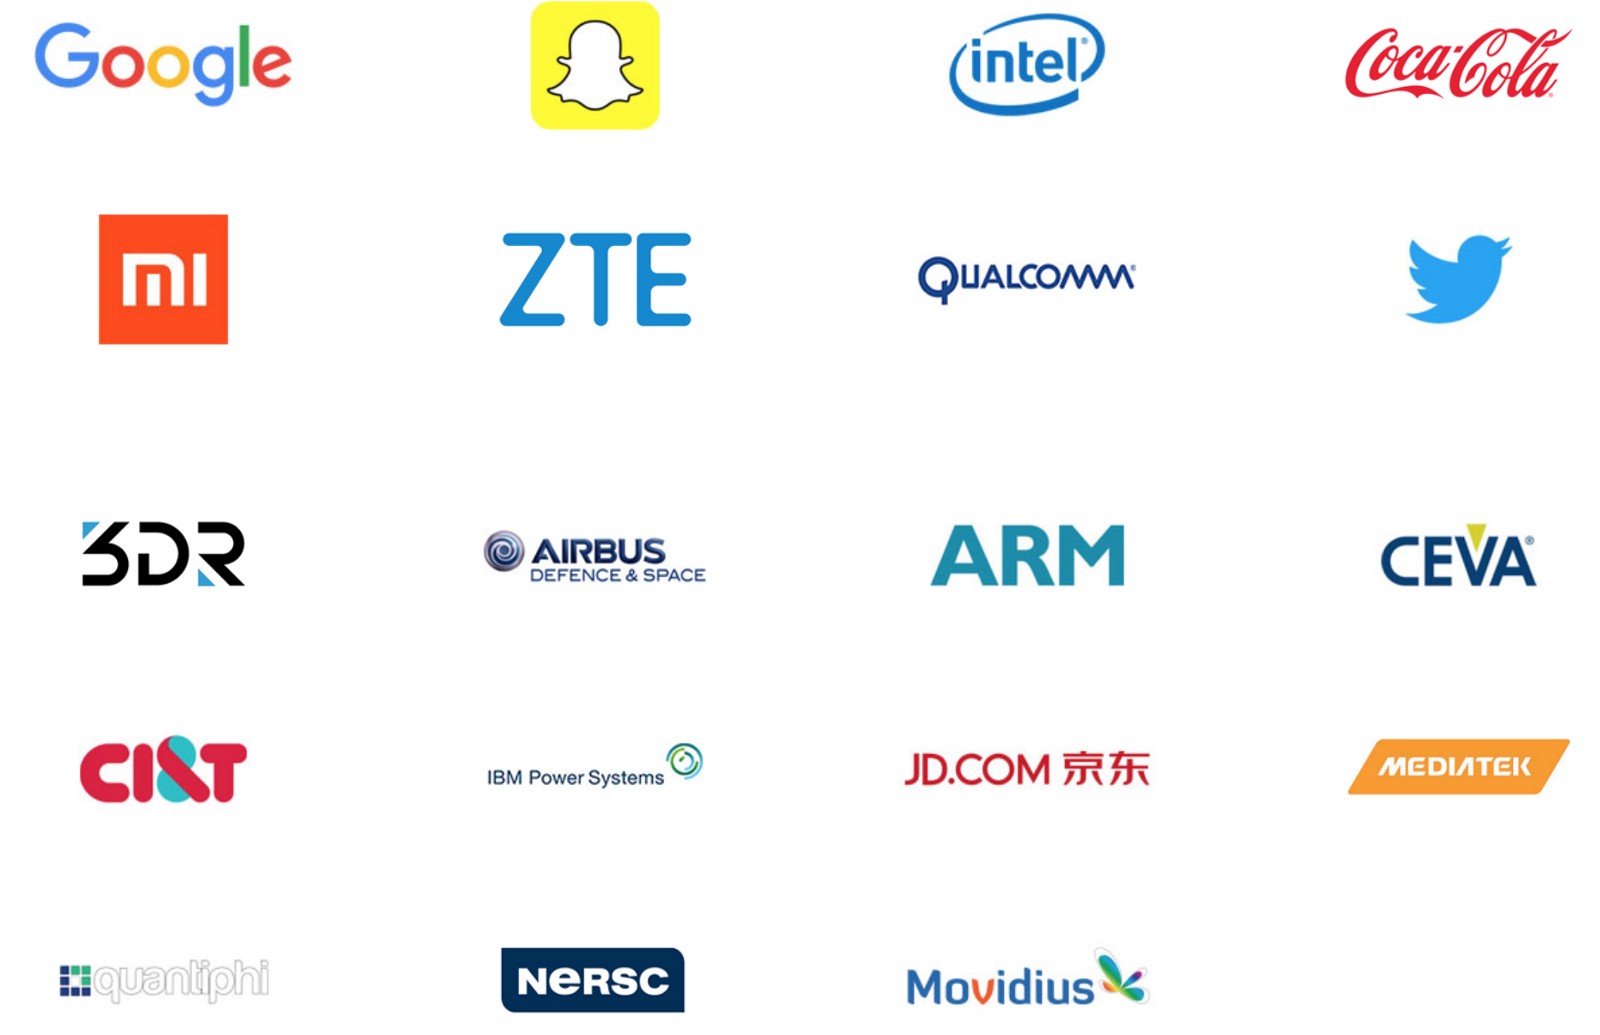 Google
intel®
Coca-Cola®
mi
ZTE
QUALCOMM®
3DR
AIRBUS
DEFENCE & SPACE
ARM
CEVA®
CI&T
IBM Power Systems
JD.COM 京东
MEDIATEK
quantiphi
NeRSC
Movidius